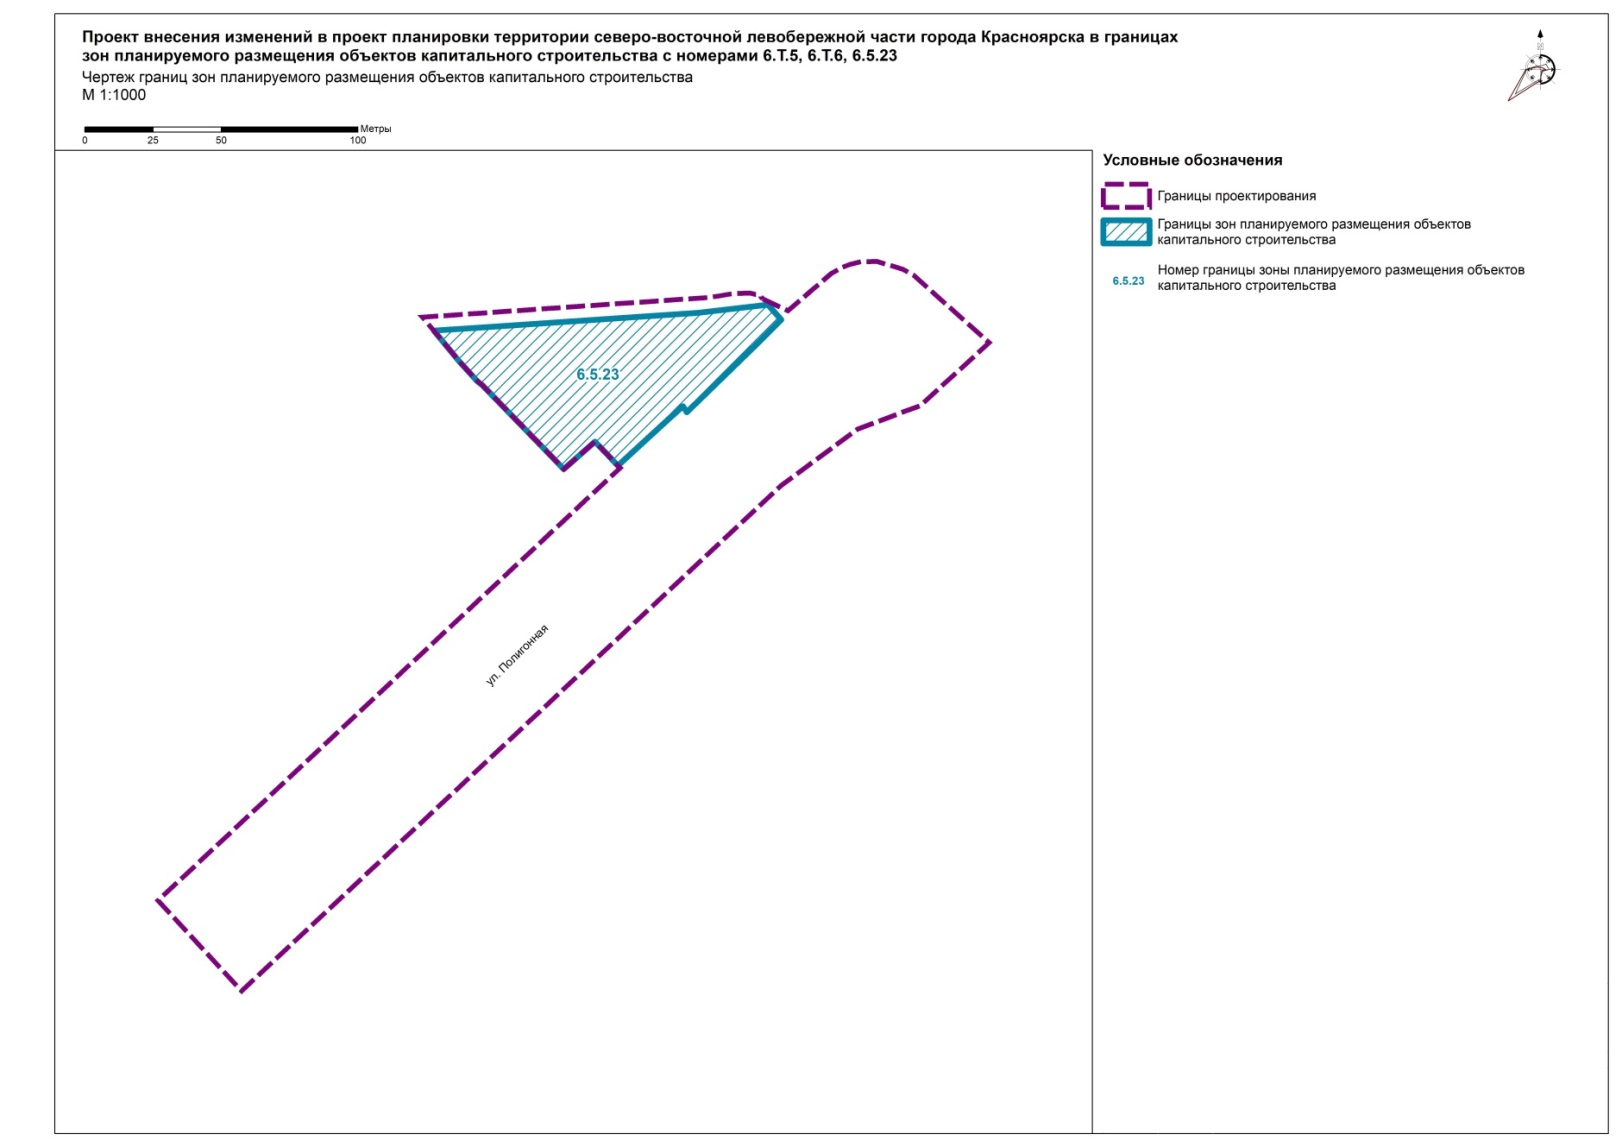 Проект внесения изменений в проект планировки территории северо-восточной левобережной части города Красноярска в границах
зон планируемого размещения объектов капитального строительства с номерами 6.Т.5, 6.Т.6, 6.5.23
Чертеж границ зон планируемого размещения объектов капитального строительства
М 1:1000
Метры
0 25 50 100
Условные обозначения
Границы проектирования
Границы зон планируемого размещения объектов
капитального строительства
6.5.23
Номер границы зоны планируемого размещения объектов
капитального строительства
6.5.23
ул. Полигонная